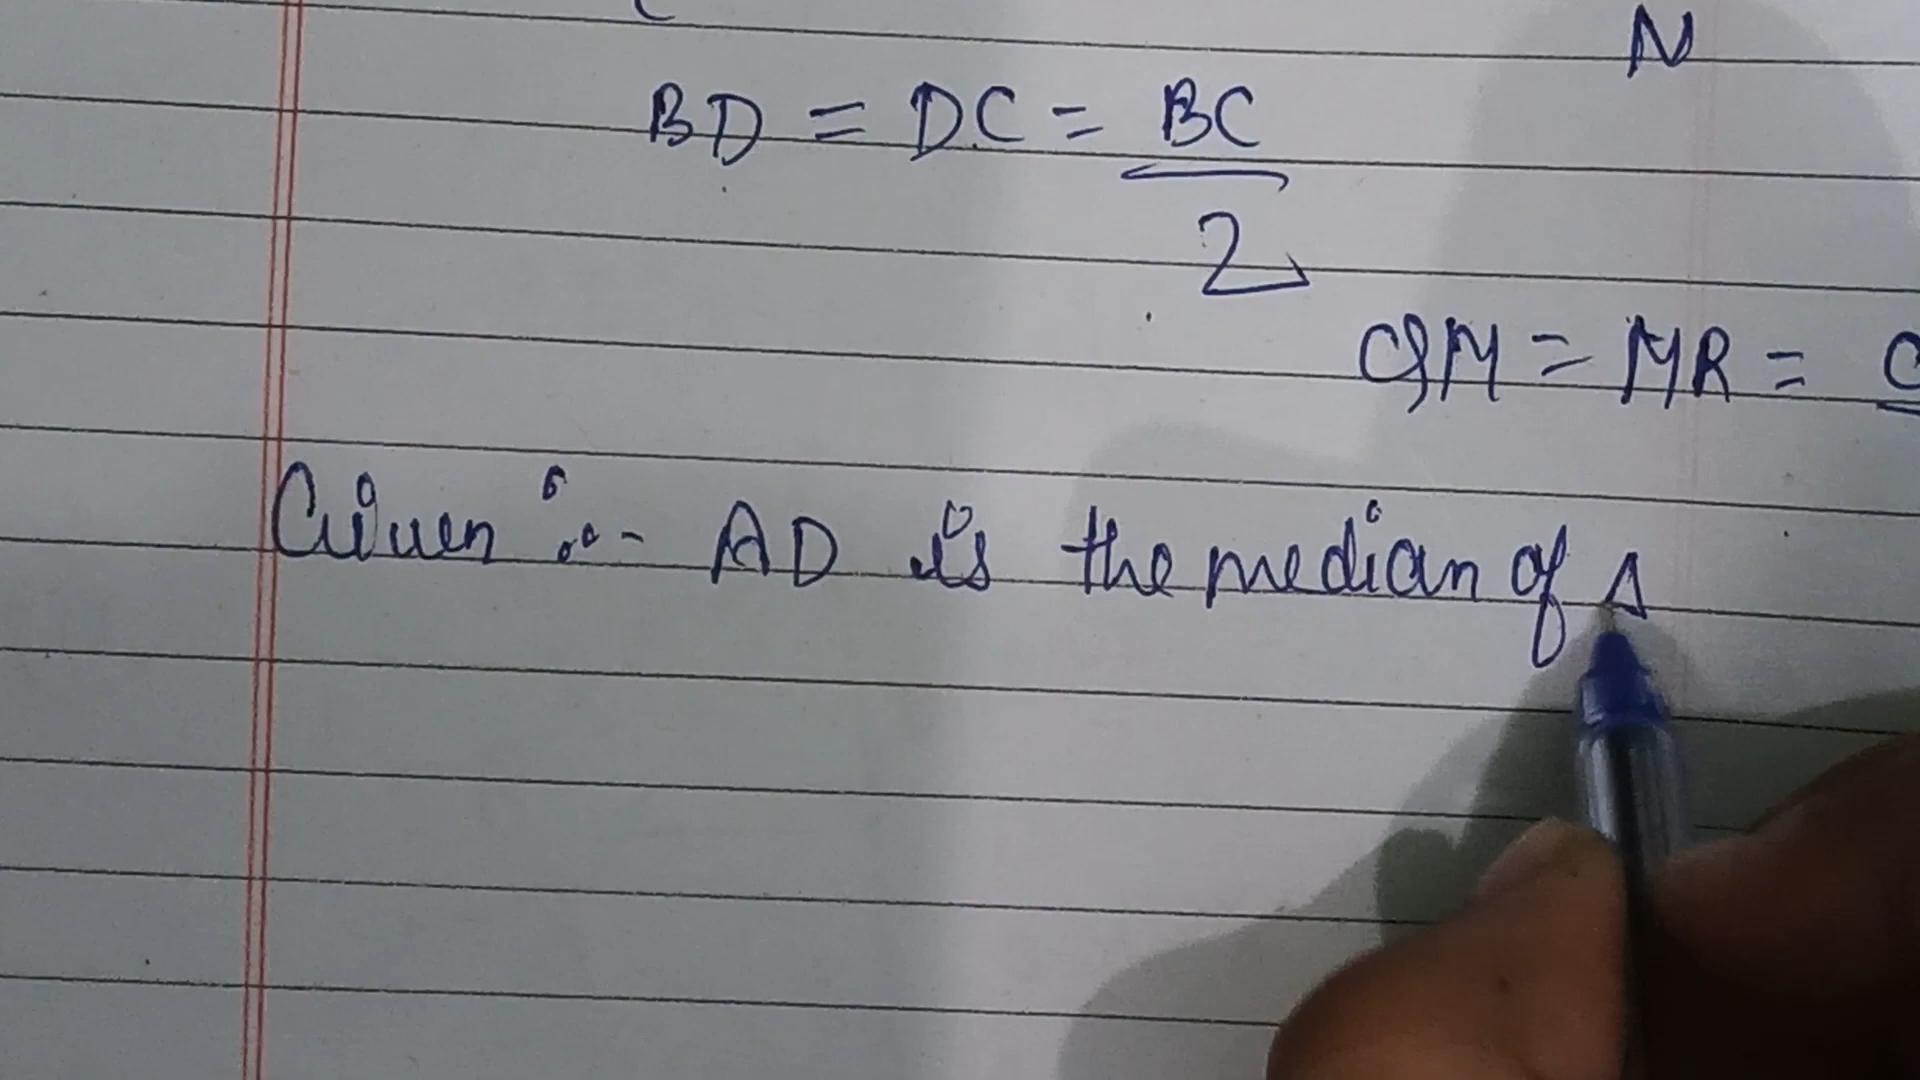 N
BD = DC = BC
2
QM = MR =
Given :- AD is the median of Δ